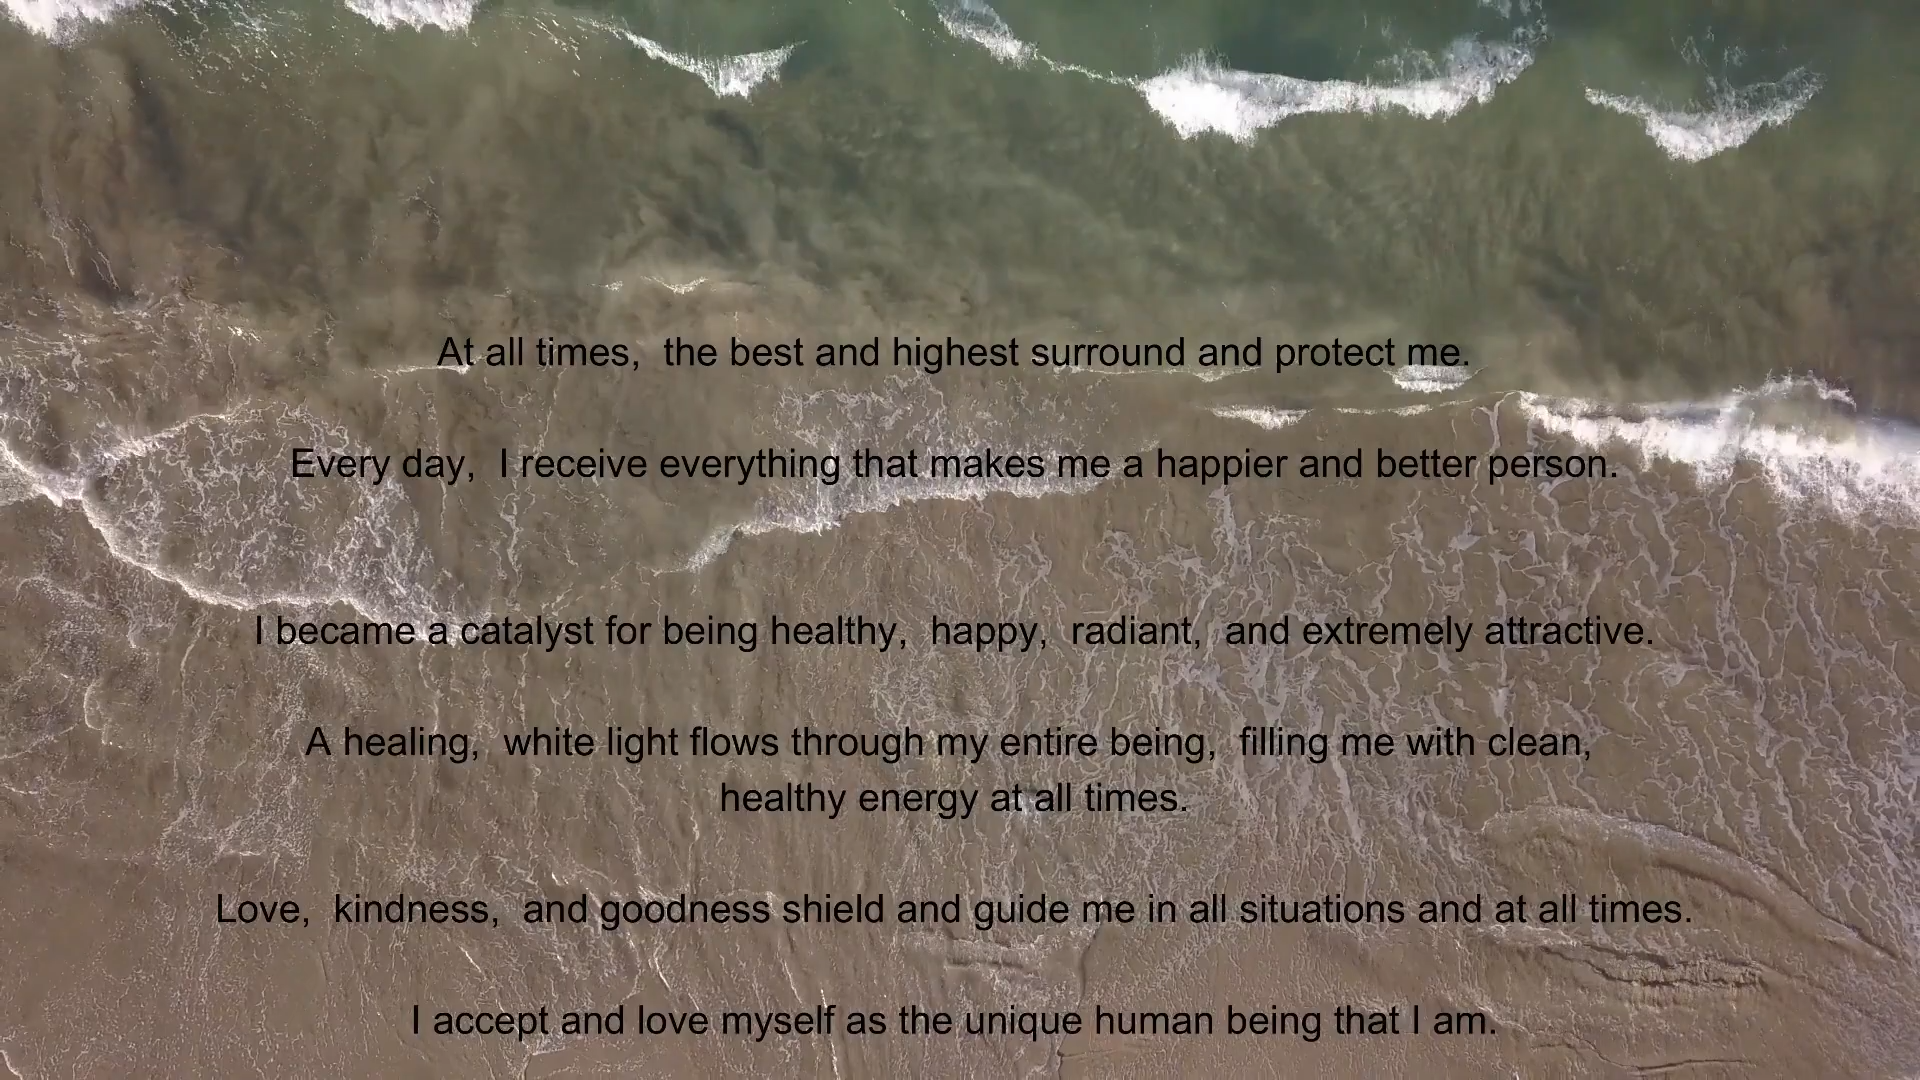 At all times,  the best and highest surround and protect me.
Every day,  I receive everything that makes me a happier and better person.
I became a catalyst for being healthy,  happy,  radiant,  and extremely attractive.
A healing,  white light flows through my entire being,  filling me with clean,
healthy energy at all times.
Love,  kindness,  and goodness shield and guide me in all situations and at all times.
I accept and love myself as the unique human being that I am.